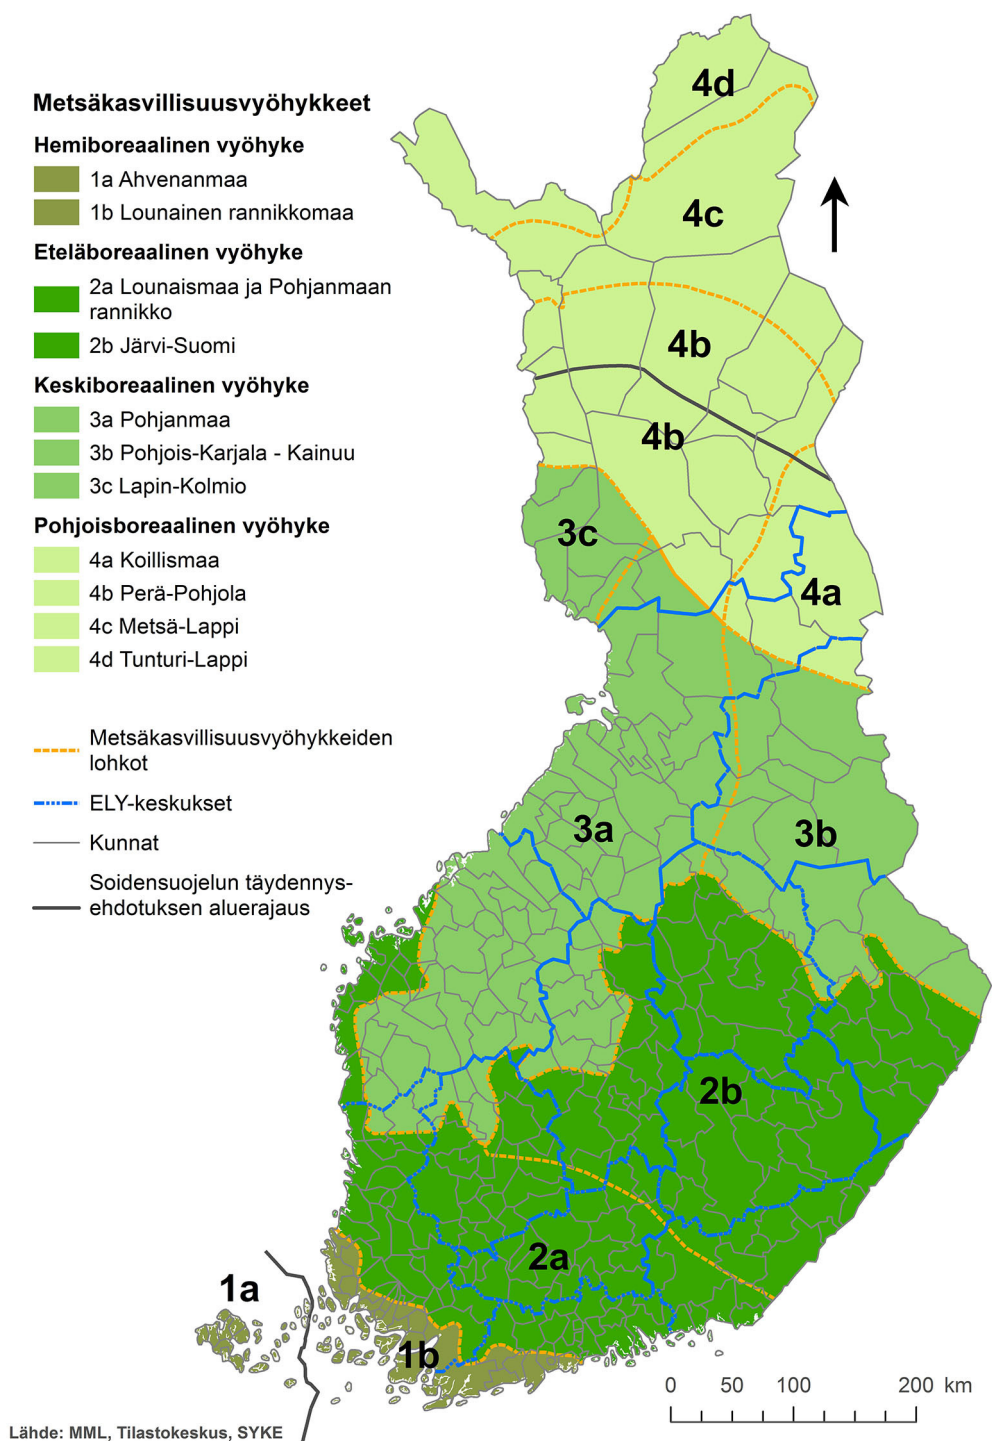 Metsäkasvillisuusvyöhykkeet
Hemiboreaalinen vyöhyke
1a Ahvenanmaa
1b Lounainen rannikkomaa
Eteläboreaalinen vyöhyke
2a Lounaismaa ja Pohjanmaan
rannikko
2b Järvi-Suomi
Keskiboreaalinen vyöhyke
3a Pohjanmaa
3b Pohjois-Karjala - Kainuu
3c Lapin-Kolmio
Pohjoisboreaalinen vyöhyke
4a Koillismaa
4b Perä-Pohjola
4c Metsä-Lappi
4d Tunturi-Lappi
Metsäkasvillisuusvyöhykkeiden
lohkot
ELY-keskukset
Kunnat
Soidensuojelun täydennys-
ehdotuksen aluerajaus
4d
4c
4b
4b
3c
4a
3a
3b
2b
2a
1a
1b
0 50 100 200 km
Lähde: MML, Tilastokeskus, SYKE